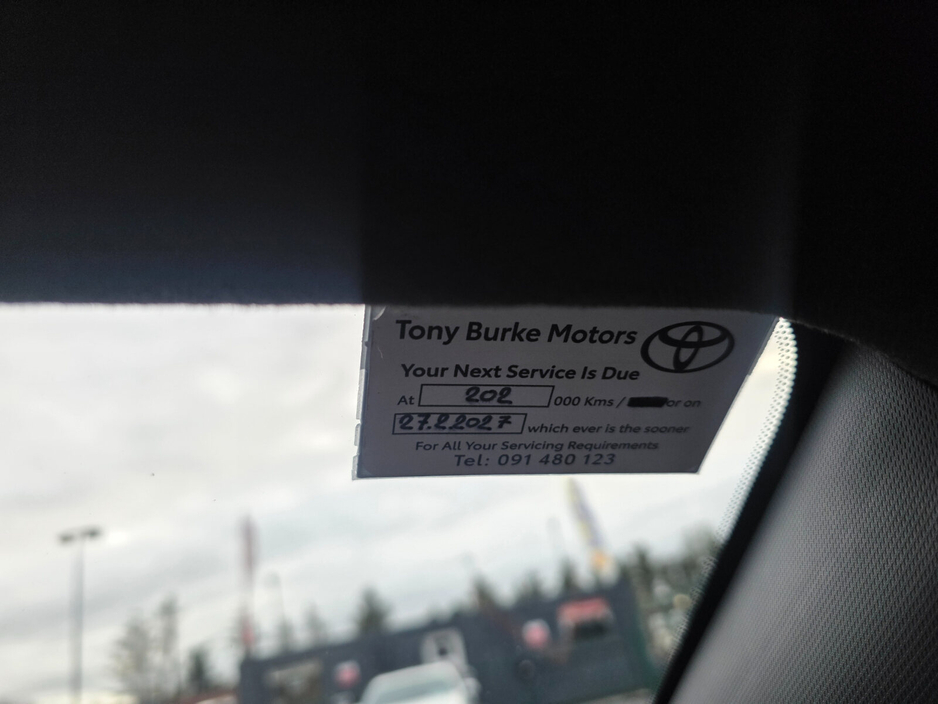 Tony Burke Motors
Your Next Service Is Due
At 202 000 Kms / or on
27.2.2027 which ever is the sooner
For All Your Servicing Requirements
Tel: 091 480 123